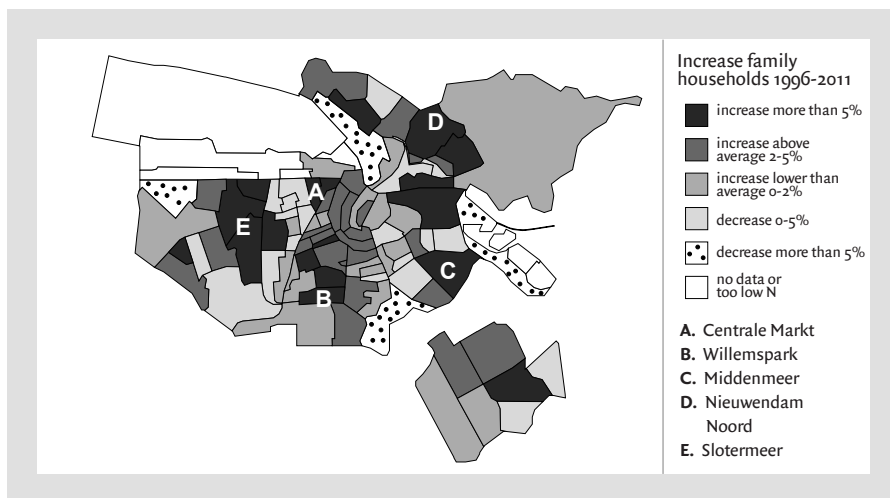 D
A
E
C
B
Increase family
households 1996-2011
increase more than 5%
increase above
average 2-5%
increase lower than
average 0-2%
decrease 0-5%
decrease more than 5%
no data or
too low N
A. Centrale Markt
B. Willemspark
C. Middenmeer
D. Nieuwendam
Noord
E. Slotermeer